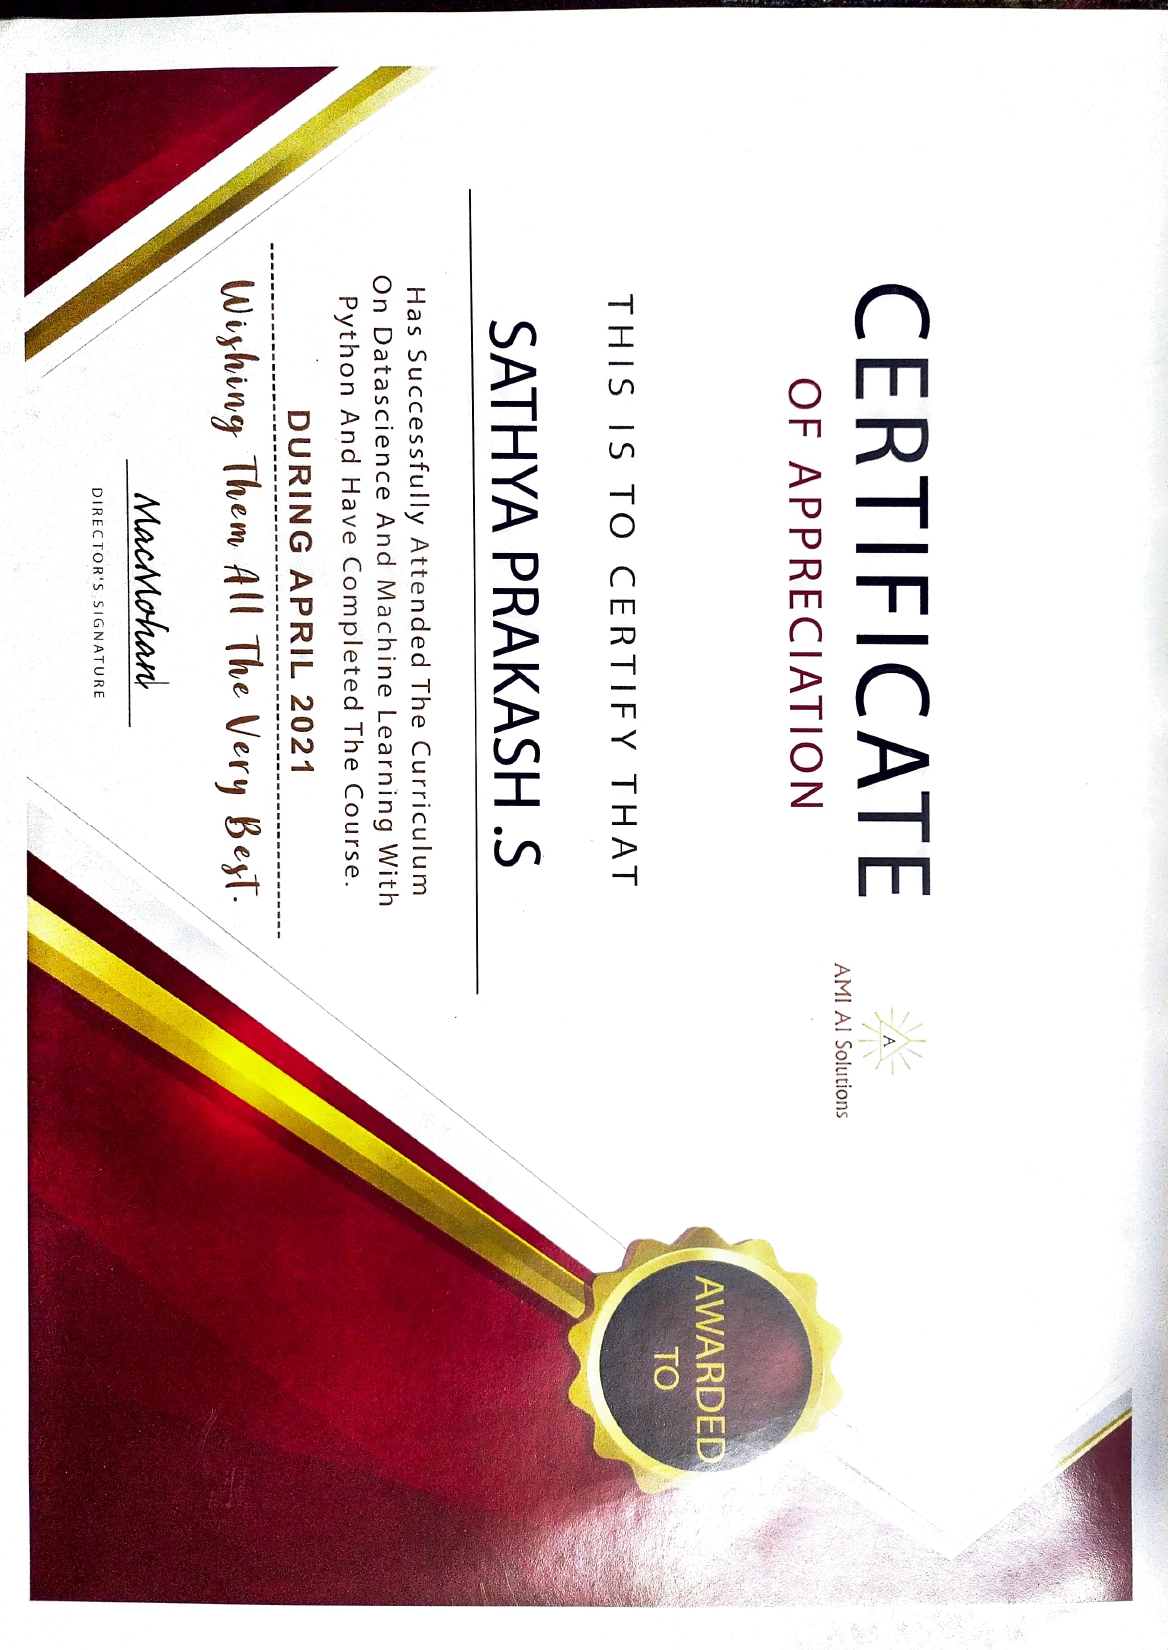 CERTIFICATE
OF APPRECIATION
A
AMI AI Solutions
AWARDED
TO
THIS IS TO CERTIFY THAT
SATHYA PRAKASH .S
Has Successfully Attended The Curriculum
On Datascience And Machine Learning With
Python And Have Completed The Course.
DURING APRIL 2021
Wishing Them All The Very Best.
MacMohan
DIRECTOR'S SIGNATURE